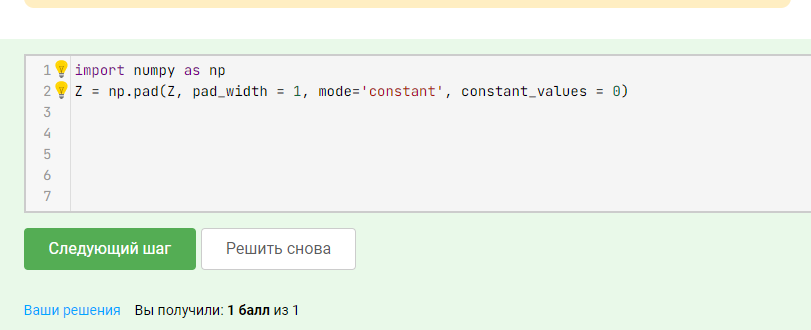 1 import numpy as np
2 Z = np.pad(Z, pad_width = 1, mode='constant', constant_values = 0)
3
4
5
6
7
Следующий шаг Решить снова
Ваши решения Вы получили: 1 балл из 1